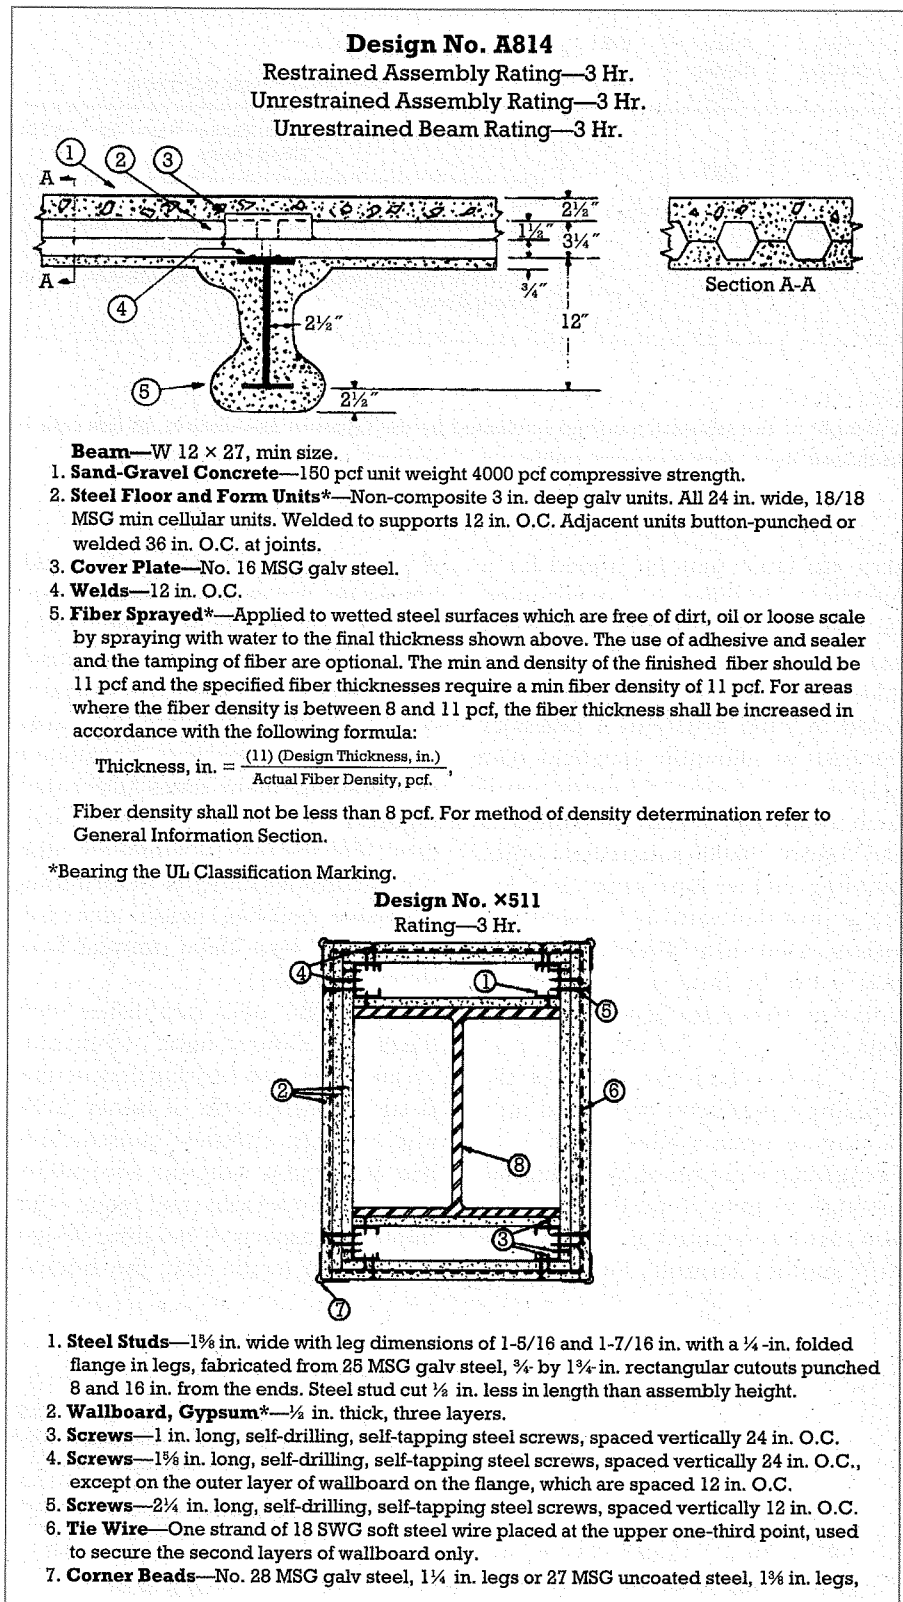 Design No. A814
Restrained Assembly Rating—3 Hr.
Unrestrained Assembly Rating—3 Hr.
Unrestrained Beam Rating—3 Hr.
1
2
3
A
A
4
5
2½″
1½″
3¼″
¾″
12″
2½″
2½″
Section A-A
Beam—W 12 × 27, min size.
1. Sand-Gravel Concrete—150 pcf unit weight 4000 pcf compressive strength.
2. Steel Floor and Form Units*—Non-composite 3 in. deep galv units. All 24 in. wide, 18/18
MSG min cellular units. Welded to supports 12 in. O.C. Adjacent units button-punched or
welded 36 in. O.C. at joints.
3. Cover Plate—No. 16 MSG galv steel.
4. Welds—12 in. O.C.
5. Fiber Sprayed*—Applied to wetted steel surfaces which are free of dirt, oil or loose scale
by spraying with water to the final thickness shown above. The use of adhesive and sealer
and the tamping of fiber are optional. The min and density of the finished fiber should be
11 pcf and the specified fiber thicknesses require a min fiber density of 11 pcf. For areas
where the fiber density is between 8 and 11 pcf, the fiber thickness shall be increased in
accordance with the following formula:
Thickness, in. = (11) (Design Thickness, in.)
Actual Fiber Density, pcf. ,
Fiber density shall not be less than 8 pcf. For method of density determination refer to
General Information Section.
*Bearing the UL Classification Marking.
Design No. ×511
Rating—3 Hr.
4
1
5
2
6
8
3
7
1. Steel Studs—1⅝ in. wide with leg dimensions of 1-5/16 and 1-7/16 in. with a ¼-in. folded
flange in legs, fabricated from 25 MSG galv steel, ¾- by 1¾-in. rectangular cutouts punched
8 and 16 in. from the ends. Steel stud cut ½ in. less in length than assembly height.
2. Wallboard, Gypsum*—½ in. thick, three layers.
3. Screws—1 in. long, self-drilling, self-tapping steel screws, spaced vertically 24 in. O.C.
4. Screws—1⅝ in. long, self-drilling, self-tapping steel screws, spaced vertically 24 in. O.C.,
except on the outer layer of wallboard on the flange, which are spaced 12 in. O.C.
5. Screws—2¼ in. long, self-drilling, self-tapping steel screws, spaced vertically 12 in. O.C.
6. Tie Wire—One strand of 18 SWG soft steel wire placed at the upper one-third point, used
to secure the second layers of wallboard only.
7. Corner Beads—No. 28 MSG galv steel, 1¼ in. legs or 27 MSG uncoated steel, 1⅜ in. legs,